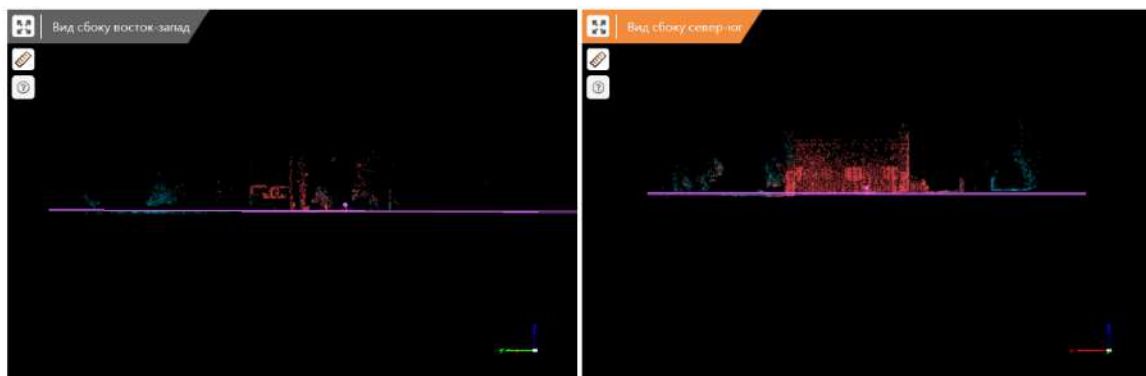 Вид сбоку восток-запад
Вид сбоку север-юг